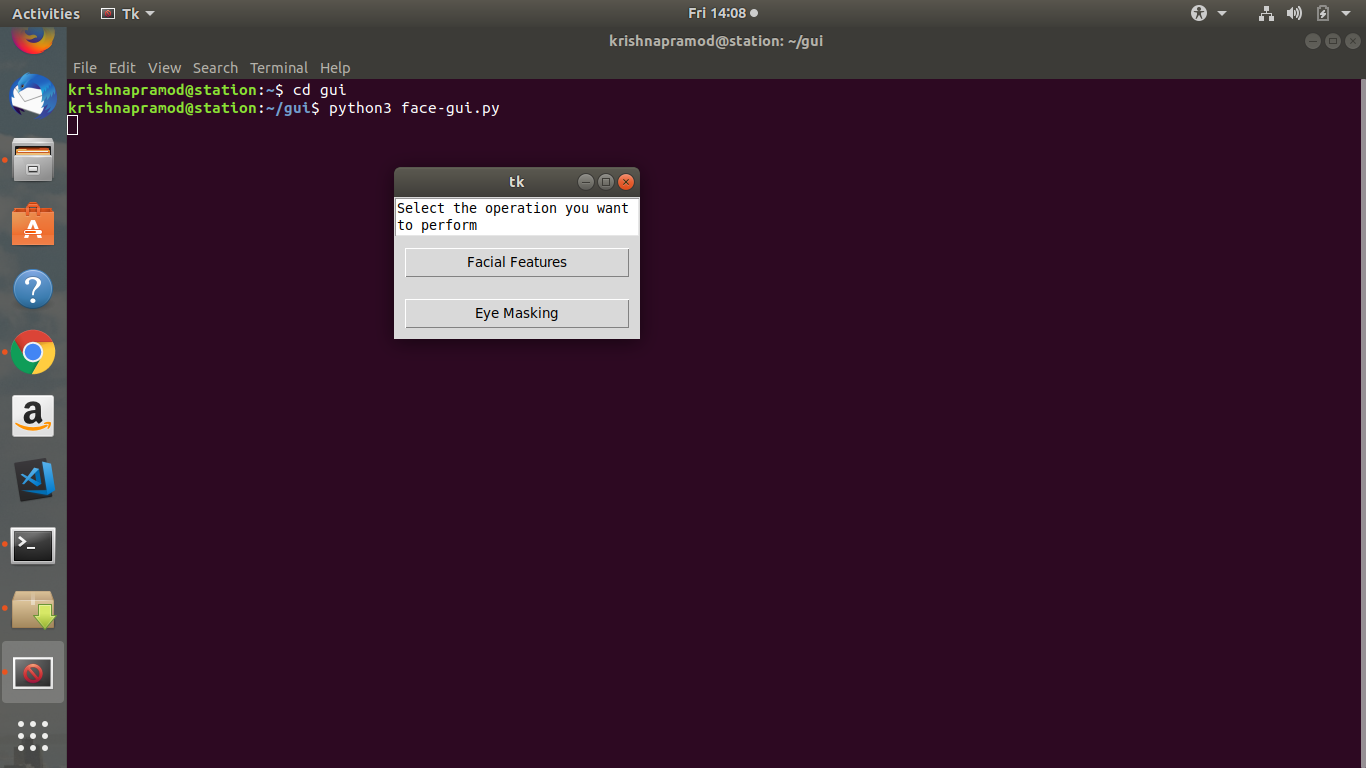 Activities Tk Fri 14:08
krishnapramod@station: ~/gui
File Edit View Search Terminal Help
krishnapramod@station:~$ cd gui
krishnapramod@station:~/gui$ python3 face-gui.py
tk
Select the operation you want
to perform
Facial Features
Eye Masking